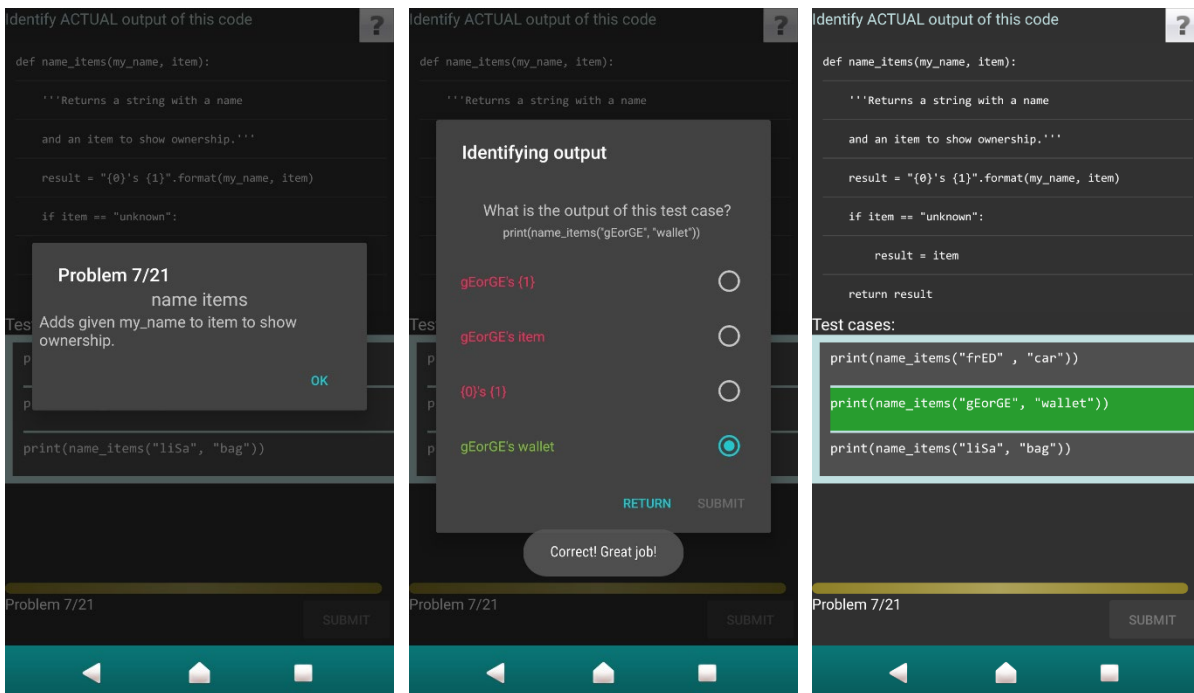 Identify ACTUAL output of this code
?
def name_items(my_name, item):
'''Returns a string with a name
and an item to show ownership.'''
result = "{0}'s {1}".format(my_name, item)
if item == "unknown":
Problem 7/21
name items
Adds given my_name to item to show
ownership.
OK
Tes
p
p
print(name_items("liSa", "bag"))
Problem 7/21
SUBMIT
Identify ACTUAL output of this code
?
def name_items(my_name, item):
'''Returns a string with a name
Identifying output
What is the output of this test case?
print(name_items("gEorGE", "wallet"))
gEorGE's {1}
gEorGE's item
{0}'s {1}
gEorGE's wallet
RETURN
SUBMIT
Tes
p
p
p
Correct! Great job!
Problem 7/21
SUBMIT
Identify ACTUAL output of this code
?
def name_items(my_name, item):
'''Returns a string with a name
and an item to show ownership.'''
result = "{0}'s {1}".format(my_name, item)
if item == "unknown":
result = item
return result
Test cases:
print(name_items("frED" , "car"))
print(name_items("gEorGE", "wallet"))
print(name_items("liSa", "bag"))
Problem 7/21
SUBMIT